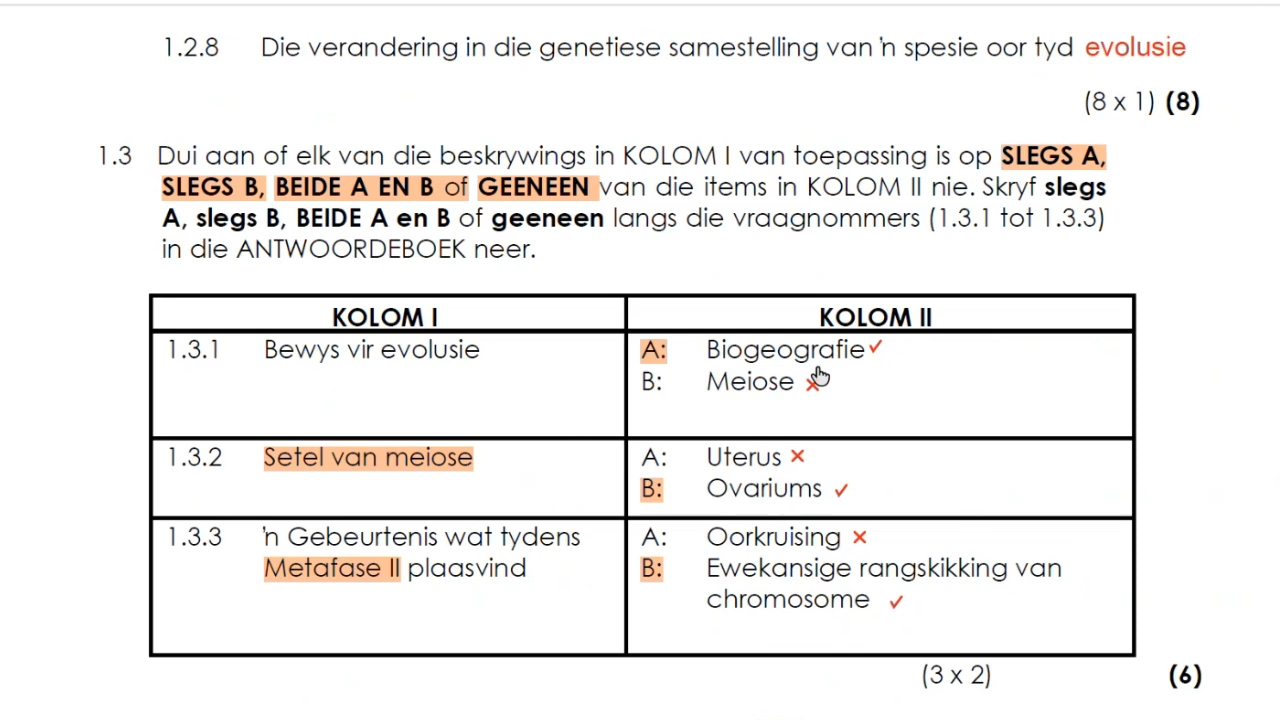 1.2.8 Die verandering in die genetiese samestelling van 'n spesie oor tyd evolusie
(8 x 1) (8)
1.3 Dui aan of elk van die beskrywings in KOLOM I van toepassing is op SLEGS A,
SLEGS B, BEIDE A EN B of GEENEEN van die items in KOLOM II nie. Skryf slegs
A, slegs B, BEIDE A en B of geeneen langs die vraagnommers (1.3.1 tot 1.3.3)
in die ANTWOORDEBOEK neer.
KOLOM I KOLOM II
1.3.1 Bewys vir evolusie A: Biogeografie ✓
B: Meiose ×
1.3.2 Setel van meiose A: Uterus ×
B: Ovariums ✓
1.3.3 'n Gebeurtenis wat tydens A: Oorkruising ×
Metafase II plaasvind B: Ewekansige rangskikking van
chromosome ✓
(3 x 2) (6)